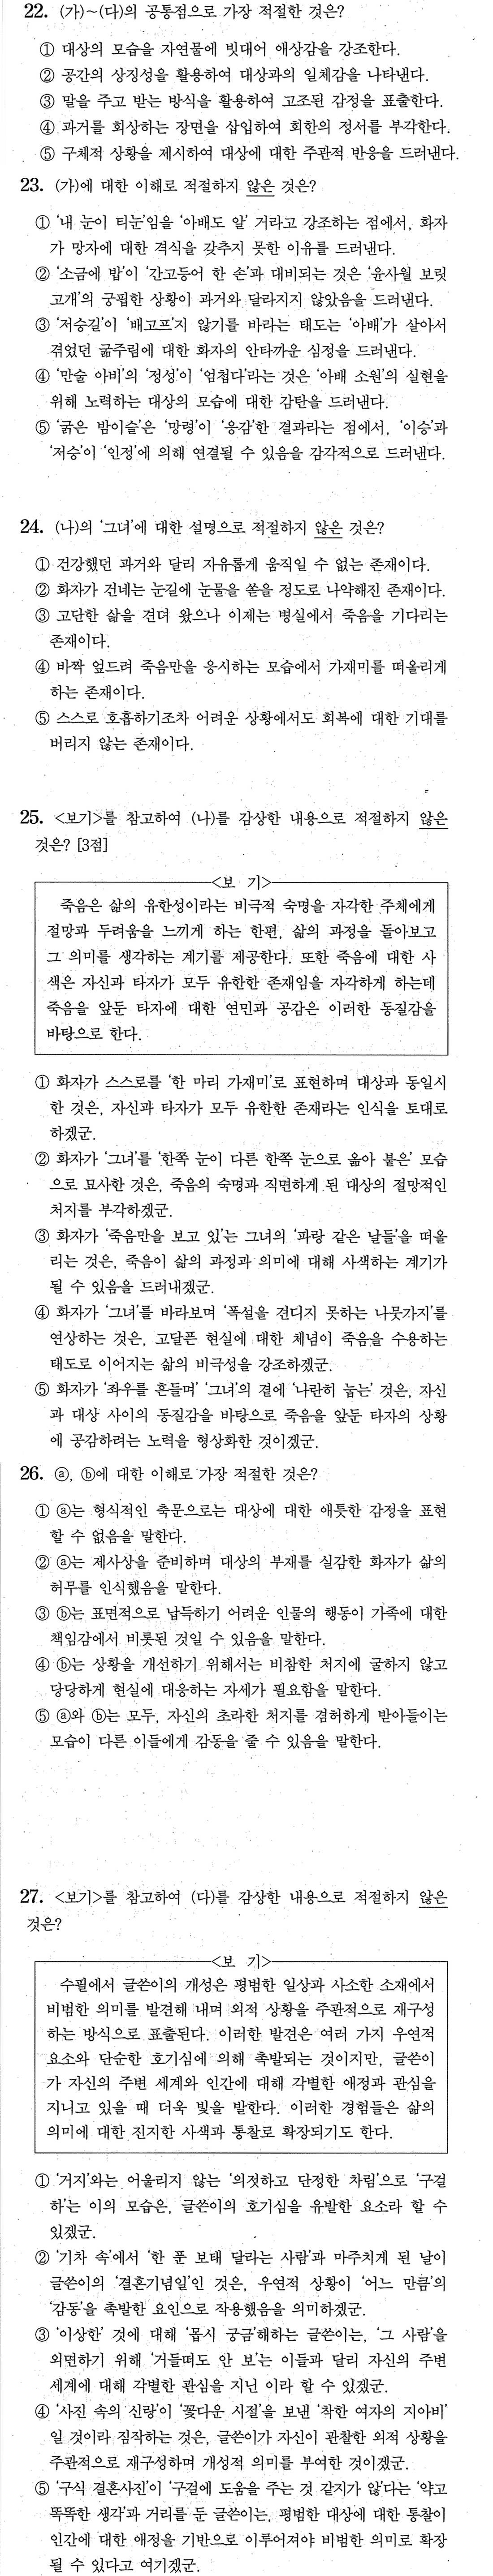 22. (가)~(다)의 공통점으로 가장 적절한 것은?
① 대상의 모습을 자연물에 빗대어 애상감을 강조한다.
② 공간의 상징성을 활용하여 대상과의 일체감을 나타낸다.
③ 말을 주고 받는 방식을 활용하여 고조된 감정을 표출한다.
④ 과거를 회상하는 장면을 삽입하여 회한의 정서를 부각한다.
⑤ 구체적 상황을 제시하여 대상에 대한 주관적 반응을 드러낸다.
23. (가)에 대한 이해로 적절하지 않은 것은?
① ‘내 눈이 티눈’임을 ‘아배도 알’ 거라고 강조하는 점에서, 화자
가 망자에 대한 격식을 갖추지 못한 이유를 드러낸다.
② ‘소금에 밥’이 ‘간고등어 한 손’과 대비되는 것은 ‘윤사월 보릿
고개’의 궁핍한 상황이 과거와 달라지지 않았음을 드러낸다.
③ ‘저승길’이 ‘배고프’지 않기를 바라는 태도는 ‘아배’가 살아서
겪었던 굶주림에 대한 화자의 안타까운 심정을 드러낸다.
④ ‘만술 아비’의 ‘정성’이 ‘엄첩다’라는 것은 ‘아배 소원’의 실현을
위해 노력하는 대상의 모습에 대한 감탄을 드러낸다.
⑤ ‘굵은 밤이슬’은 ‘망령’이 ‘응감’한 결과라는 점에서, ‘이승’과
‘저승’이 ‘인정’에 의해 연결될 수 있음을 감각적으로 드러낸다.
24. (나)의 ‘그녀’에 대한 설명으로 적절하지 않은 것은?
① 건강했던 과거와 달리 자유롭게 움직일 수 없는 존재이다.
② 화자가 건네는 눈길에 눈물을 쏟을 정도로 나약해진 존재이다.
③ 고단한 삶을 견뎌 왔으나 이제는 병실에서 죽음을 기다리는
존재이다.
④ 바짝 엎드려 죽음만을 응시하는 모습에서 가재미를 떠올리게
하는 존재이다.
⑤ 스스로 호흡하기조차 어려운 상황에서도 회복에 대한 기대를
버리지 않는 존재이다.
25. <보기>를 참고하여 (나)를 감상한 내용으로 적절하지 않은
것은? [3점]
<보 기>
죽음은 삶의 유한성이라는 비극적 숙명을 자각한 주체에게
절망과 두려움을 느끼게 하는 한편, 삶의 과정을 돌아보고
그 의미를 생각하는 계기를 제공한다. 또한 죽음에 대한 사
색은 자신과 타자가 모두 유한한 존재임을 자각하게 하는데
죽음을 앞둔 타자에 대한 연민과 공감은 이러한 동질감을
바탕으로 한다.
① 화자가 스스로를 ‘한 마리 가재미’로 표현하며 대상과 동일시
한 것은, 자신과 타자가 모두 유한한 존재라는 인식을 토대로
하겠군.
② 화자가 ‘그녀’를 ‘한쪽 눈이 다른 한쪽 눈으로 옮아 붙은’ 모습
으로 묘사한 것은, 죽음의 숙명과 직면하게 된 대상의 절망적인
처지를 부각하겠군.
③ 화자가 ‘죽음만을 보고 있’는 그녀의 ‘파랑 같은 날들’을 떠올
리는 것은, 죽음이 삶의 과정과 의미에 대해 사색하는 계기가
될 수 있음을 드러내겠군.
④ 화자가 ‘그녀’를 바라보며 ‘폭설을 견디지 못하는 나뭇가지’를
연상하는 것은, 고달픈 현실에 대한 체념이 죽음을 수용하는
태도로 이어지는 삶의 비극성을 강조하겠군.
⑤ 화자가 ‘좌우를 흔들며’ ‘그녀’의 곁에 ‘나란히 눕는’ 것은, 자신
과 대상 사이의 동질감을 바탕으로 죽음을 앞둔 타자의 상황
에 공감하려는 노력을 형상화한 것이겠군.
26. ⓐ, ⓑ에 대한 이해로 가장 적절한 것은?
① ⓐ는 형식적인 축문으로는 대상에 대한 애틋한 감정을 표현
할 수 없음을 말한다.
② ⓐ는 제사상을 준비하며 대상의 부재를 실감한 화자가 삶의
허무를 인식했음을 말한다.
③ ⓑ는 표면적으로 납득하기 어려운 인물의 행동이 가족에 대한
책임감에서 비롯된 것일 수 있음을 말한다.
④ ⓑ는 상황을 개선하기 위해서는 비참한 처지에 굴하지 않고
당당하게 현실에 대응하는 자세가 필요함을 말한다.
⑤ ⓐ와 ⓑ는 모두, 자신의 초라한 처지를 겸허하게 받아들이는
모습이 다른 이들에게 감동을 줄 수 있음을 말한다.
27. <보기>를 참고하여 (다)를 감상한 내용으로 적절하지 않은
것은?
<보 기>
수필에서 글쓴이의 개성은 평범한 일상과 사소한 소재에서
비범한 의미를 발견해 내며 외적 상황을 주관적으로 재구성
하는 방식으로 표출된다. 이러한 발견은 여러 가지 우연적
요소와 단순한 호기심에 의해 촉발되는 것이지만, 글쓴이
가 자신의 주변 세계와 인간에 대해 각별한 애정과 관심을
지니고 있을 때 더욱 빛을 발한다. 이러한 경험들은 삶의
의미에 대한 진지한 사색과 통찰로 확장되기도 한다.
① ‘거지’와는 어울리지 않는 ‘의젓하고 단정한 차림’으로 ‘구걸
하’는 이의 모습은, 글쓴이의 호기심을 유발한 요소라 할 수
있겠군.
② ‘기차 속’에서 ‘한 푼 보태 달라는 사람’과 마주치게 된 날이
글쓴이의 ‘결혼기념일’인 것은, 우연적 상황이 ‘어느 만큼’의
‘감동’을 촉발한 요인으로 작용했음을 의미하겠군.
③ ‘이상한’ 것에 대해 ‘몹시 궁금’해하는 글쓴이는, ‘그 사람’을
외면하기 위해 ‘거들떠도 안 보’는 이들과 달리 자신의 주변
세계에 대해 각별한 관심을 지닌 이라 할 수 있겠군.
④ ‘사진 속의 신랑’이 ‘꽃다운 시절’을 보낸 ‘착한 여자의 지아비’
일 것이라 짐작하는 것은, 글쓴이가 자신이 관찰한 외적 상황을
주관적으로 재구성하며 개성적 의미를 부여한 것이겠군.
⑤ ‘구식 결혼사진’이 ‘구걸에 도움을 주는 것 같지가 않’다는 ‘약고
똑똑한 생각’과 거리를 둔 글쓴이는, 평범한 대상에 대한 통찰이
인간에 대한 애정을 기반으로 이루어져야 비범한 의미로 확장
될 수 있다고 여기겠군.